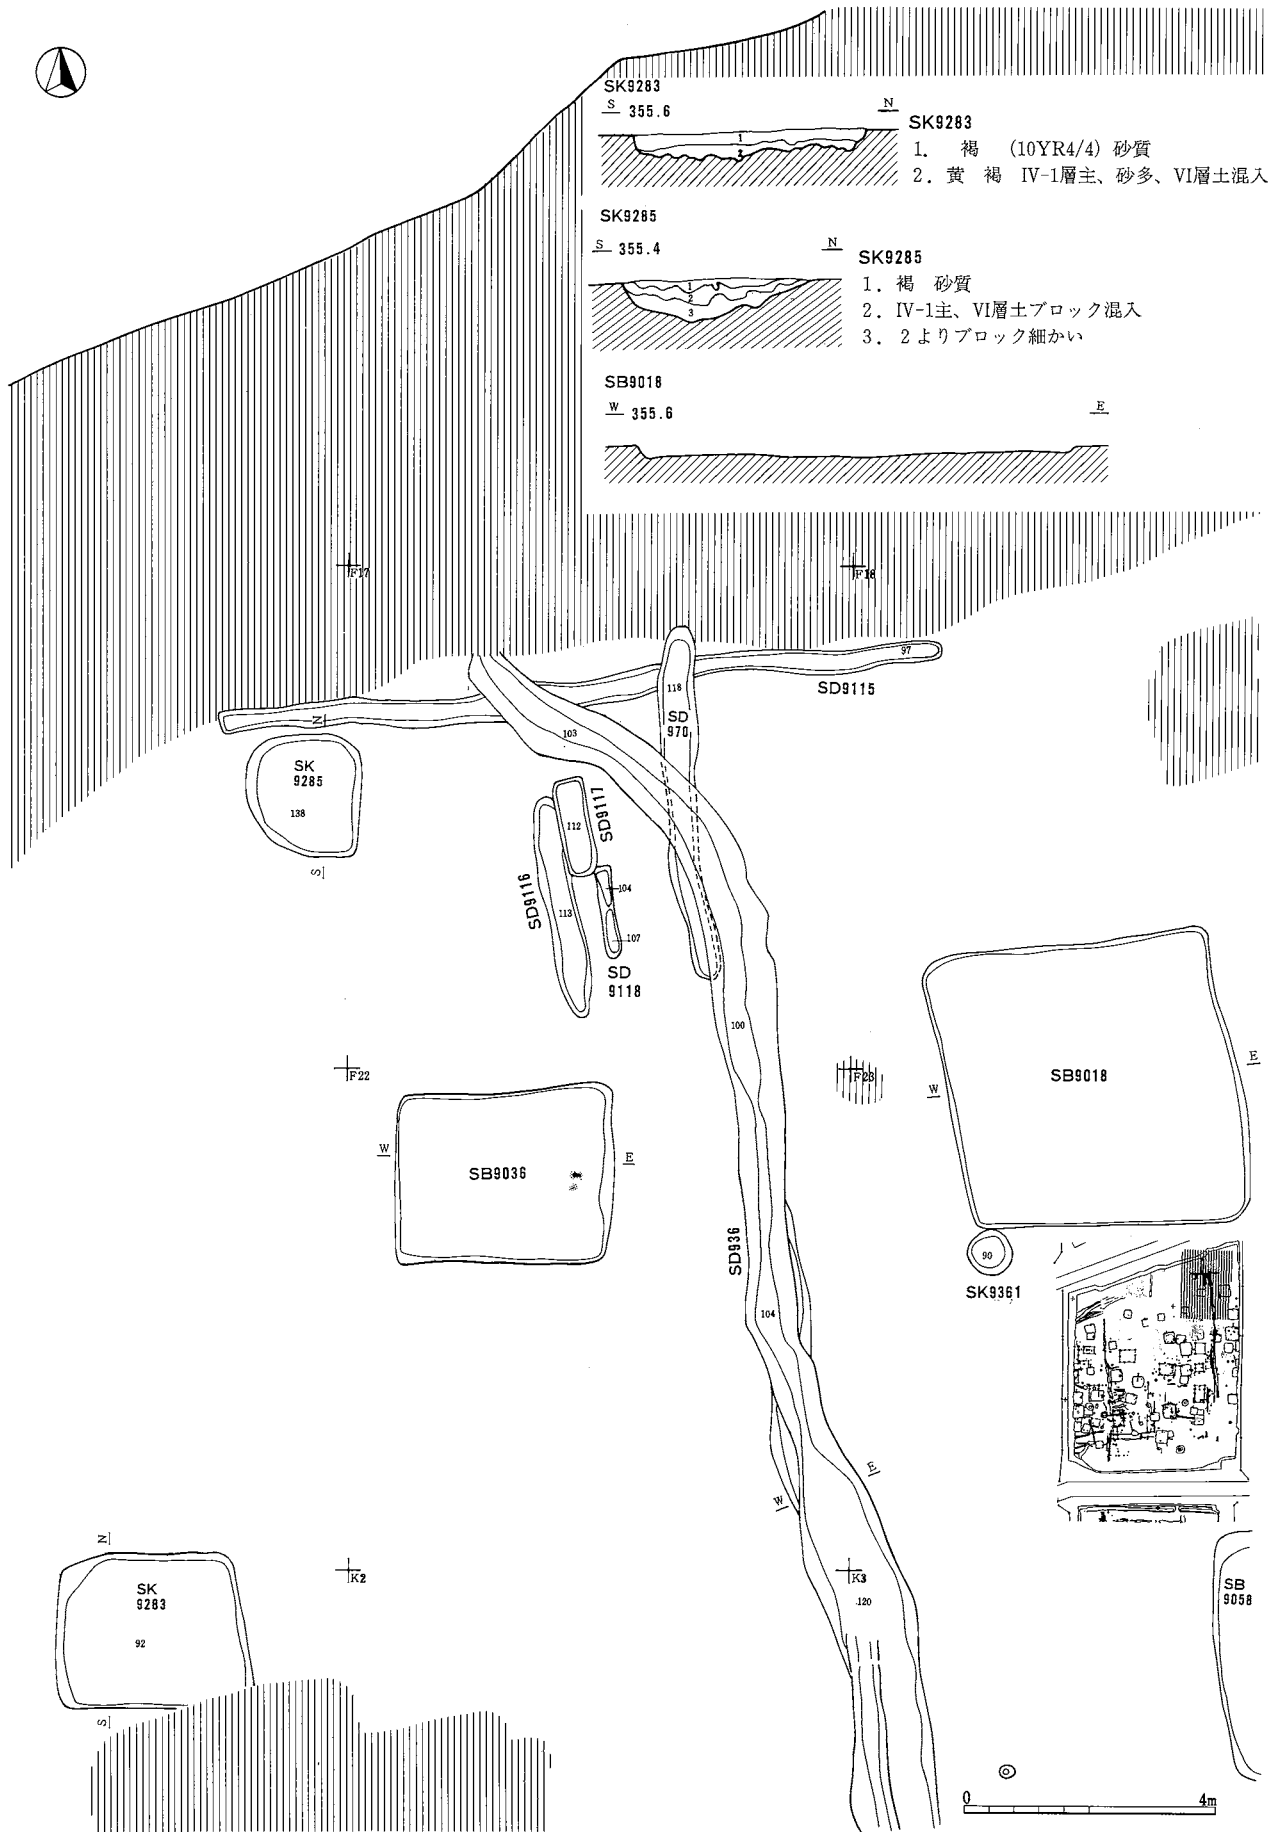 SK9283
S 355.6 N
SK9283
1. 褐 (10YR4/4) 砂質
2. 黄 褐 IV-1層主、砂多、VI層土混入
1
2
SK9285
S 355.4 N
SK9285
1. 褐 砂質
2. IV-1主、VI層土ブロック混入
3. 2よりブロック細かい
1
2
3
SB9018
W 355.6 E
F17
F18
97
SD9115
118
SD
970
103
N
SK
9285
138
S
112
SD9117
SD9116
113
104
107
SD
9118
100
F22
F23
W
SB9018
E
W
SB9036
E
SD936
90
SK9361
104
E
W
N
K2
K3
120
SK
9283
92
S
SB
9058
0 4m